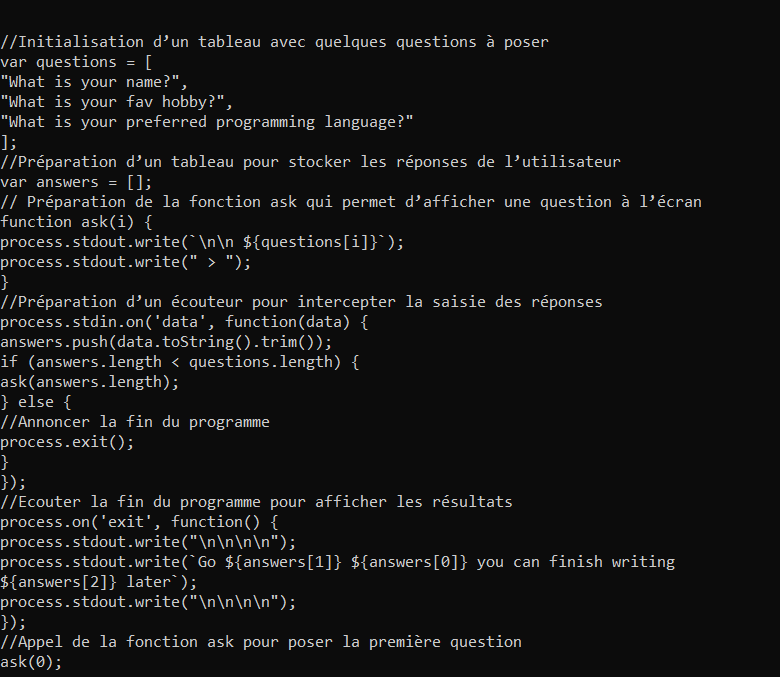 //Initialisation d’un tableau avec quelques questions à poser
var questions = [
"What is your name?",
"What is your fav hobby?",
"What is your preferred programming language?"
];
//Préparation d’un tableau pour stocker les réponses de l’utilisateur
var answers = [];
// Préparation de la fonction ask qui permet d’afficher une question à l’écran
function ask(i) {
process.stdout.write(`\n\n ${questions[i]}`);
process.stdout.write(" > ");
}
//Préparation d’un écouteur pour intercepter la saisie des réponses
process.stdin.on('data', function(data) {
answers.push(data.toString().trim());
if (answers.length < questions.length) {
ask(answers.length);
} else {
//Annoncer la fin du programme
process.exit();
}
});
//Ecouter la fin du programme pour afficher les résultats
process.on('exit', function() {
process.stdout.write("\n\n\n\n");
process.stdout.write(`Go ${answers[1]} ${answers[0]} you can finish writing
${answers[2]} later`);
process.stdout.write("\n\n\n\n");
});
//Appel de la fonction ask pour poser la première question
ask(0);